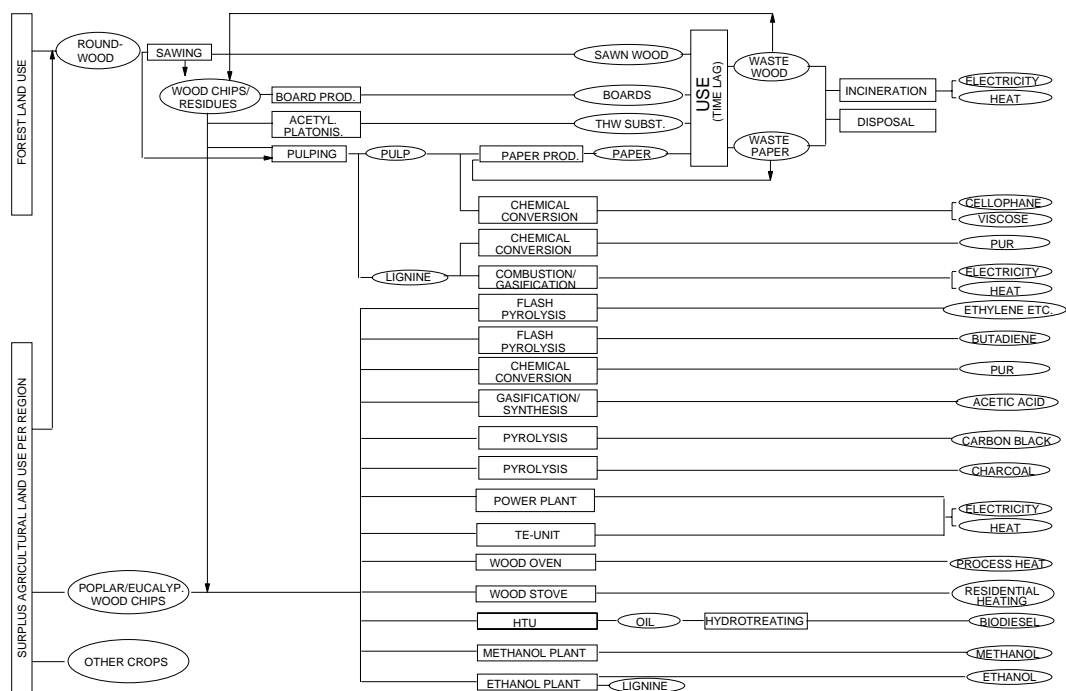 FOREST LAND USE
ROUND-
WOOD
SAWING
SAWN WOOD
USE
(TIME LAG)
WASTE
WOOD
WOOD CHIPS/
RESIDUES
BOARD PROD.
BOARDS
INCINERATION
ELECTRICITY
HEAT
ACETYL.
PLATONIS.
THW SUBST.
DISPOSAL
PULPING
PULP
PAPER PROD.
PAPER
WASTE
PAPER
CHEMICAL
CONVERSION
CELLOPHANE
VISCOSE
CHEMICAL
CONVERSION
PUR
LIGNINE
COMBUSTION/
GASIFICATION
ELECTRICITY
HEAT
SURPLUS AGRICULTURAL LAND USE PER REGION
FLASH
PYROLYSIS
ETHYLENE ETC.
FLASH
PYROLYSIS
BUTADIENE
CHEMICAL
CONVERSION
PUR
GASIFICATION/
SYNTHESIS
ACETIC ACID
PYROLYSIS
CARBON BLACK
PYROLYSIS
CHARCOAL
POWER PLANT
ELECTRICITY
HEAT
TE-UNIT
WOOD OVEN
PROCESS HEAT
POPLAR/EUCALYP.
WOOD CHIPS
WOOD STOVE
RESIDENTIAL
HEATING
HTU
OIL
HYDROTREATING
BIODIESEL
OTHER CROPS
METHANOL PLANT
METHANOL
ETHANOL PLANT
LIGNINE
ETHANOL